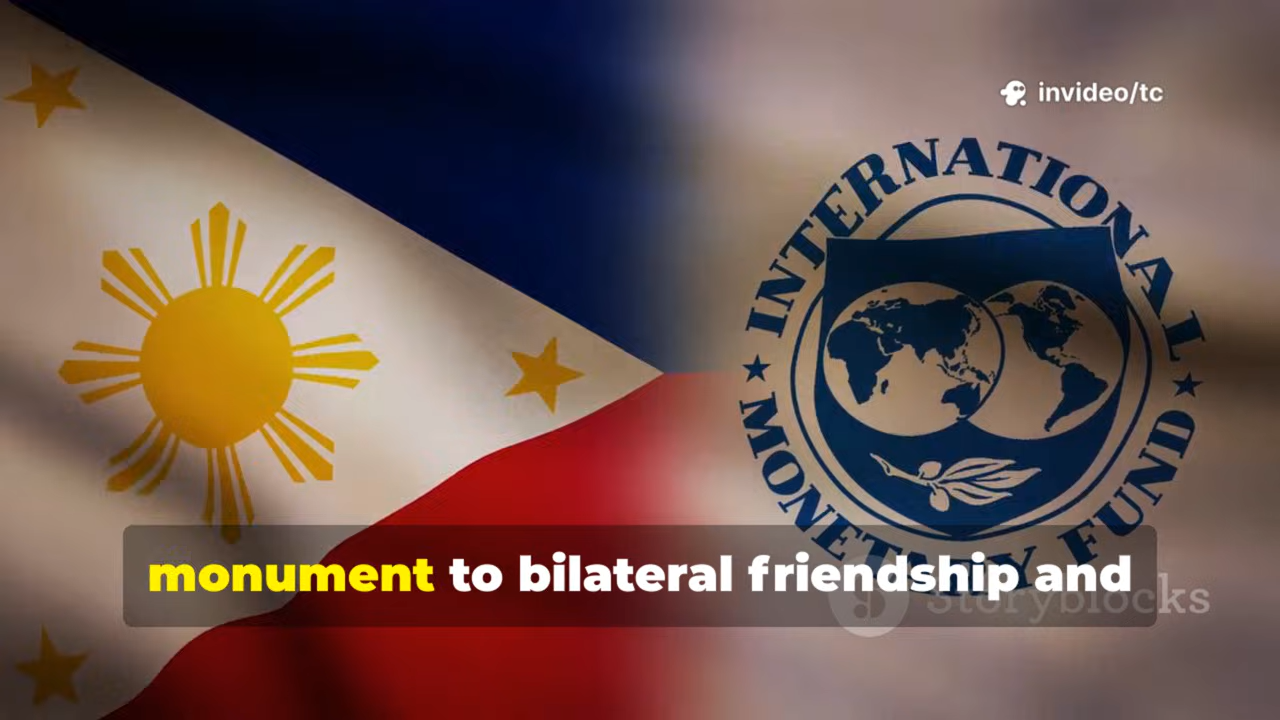 invideo/tc
INTERNATIONAL
MONETARY FUND
monument to bilateral friendship and
Storyblocks